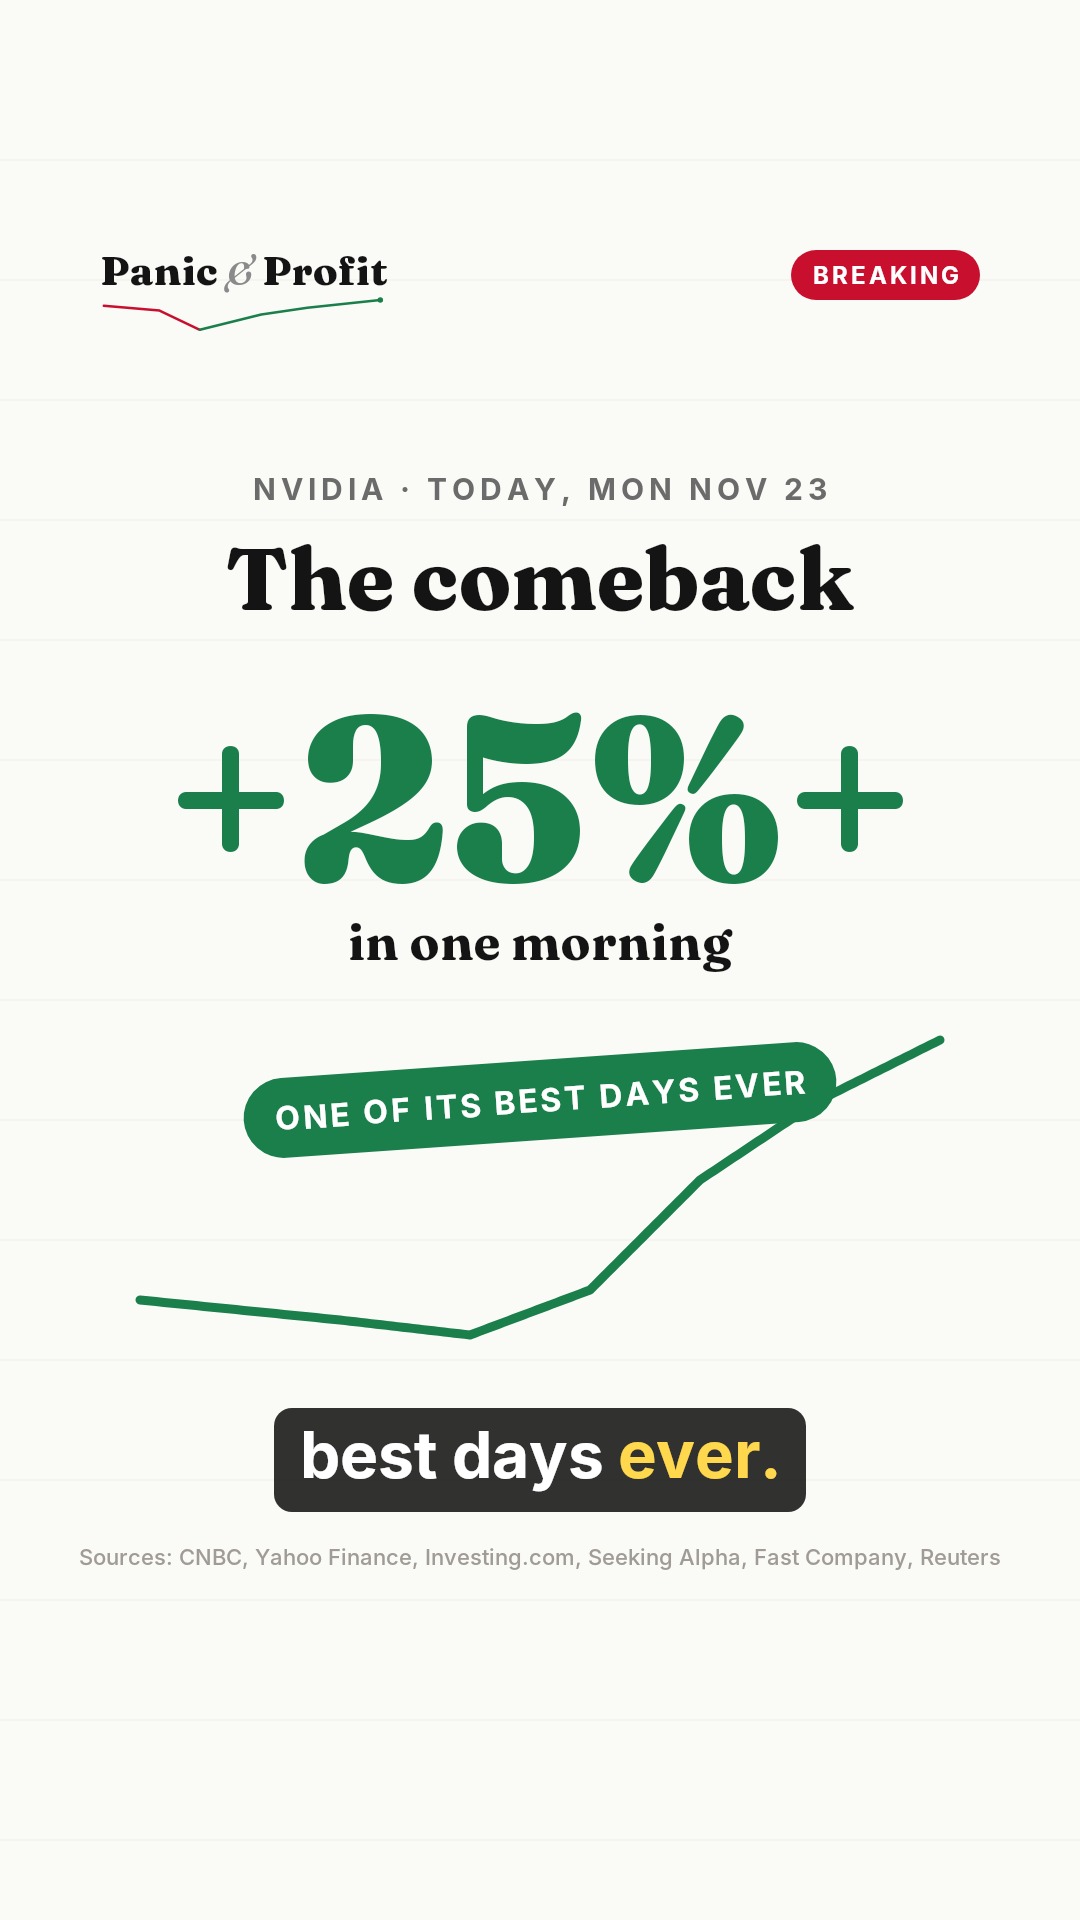 Panic & Profit
BREAKING
NVIDIA · TODAY, MON NOV 23
The comeback
+25%+
in one morning
ONE OF ITS BEST DAYS EVER
best days ever.
Sources: CNBC, Yahoo Finance, Investing.com, Seeking Alpha, Fast Company, Reuters